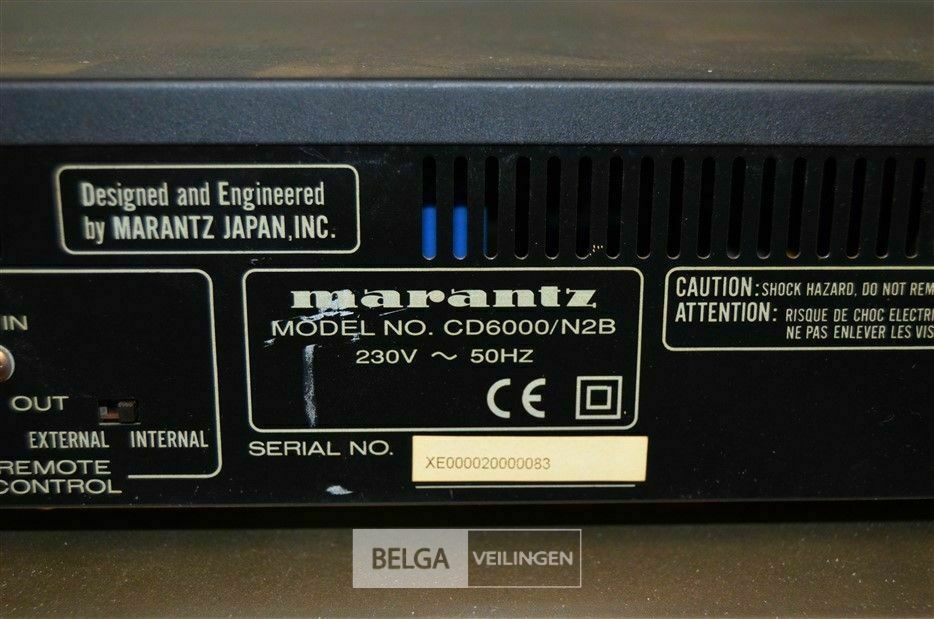 Designed and Engineered
by MARANTZ JAPAN,INC.
marantz
MODEL NO. CD6000/N2B
230V ~ 50HZ
CE
SERIAL NO.
XE000020000083
CAUTION: SHOCK HAZARD, DO NOT REM
ATTENTION: RISQUE DE CHOC ELECTRI
NE PAS ENLEVER LES VIS
IN
OUT
EXTERNAL INTERNAL
REMOTE
CONTROL
BELGA VEILINGEN